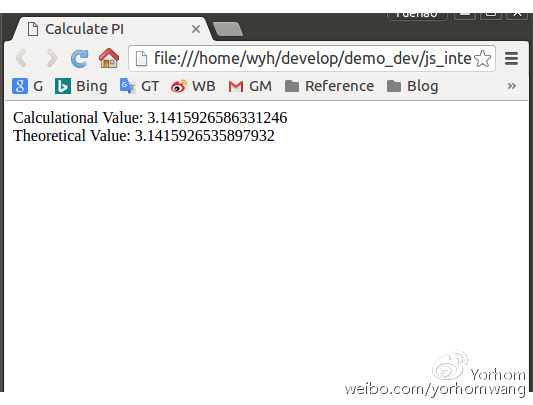 Calculate PI
file:///home/wyh/develop/demo_dev/js_inte
G Bing GT WB GM Reference Blog »
Calculational Value: 3.1415926586331246
Theoretical Value: 3.1415926535897932
Yorhom
weibo.com/yorhomwang